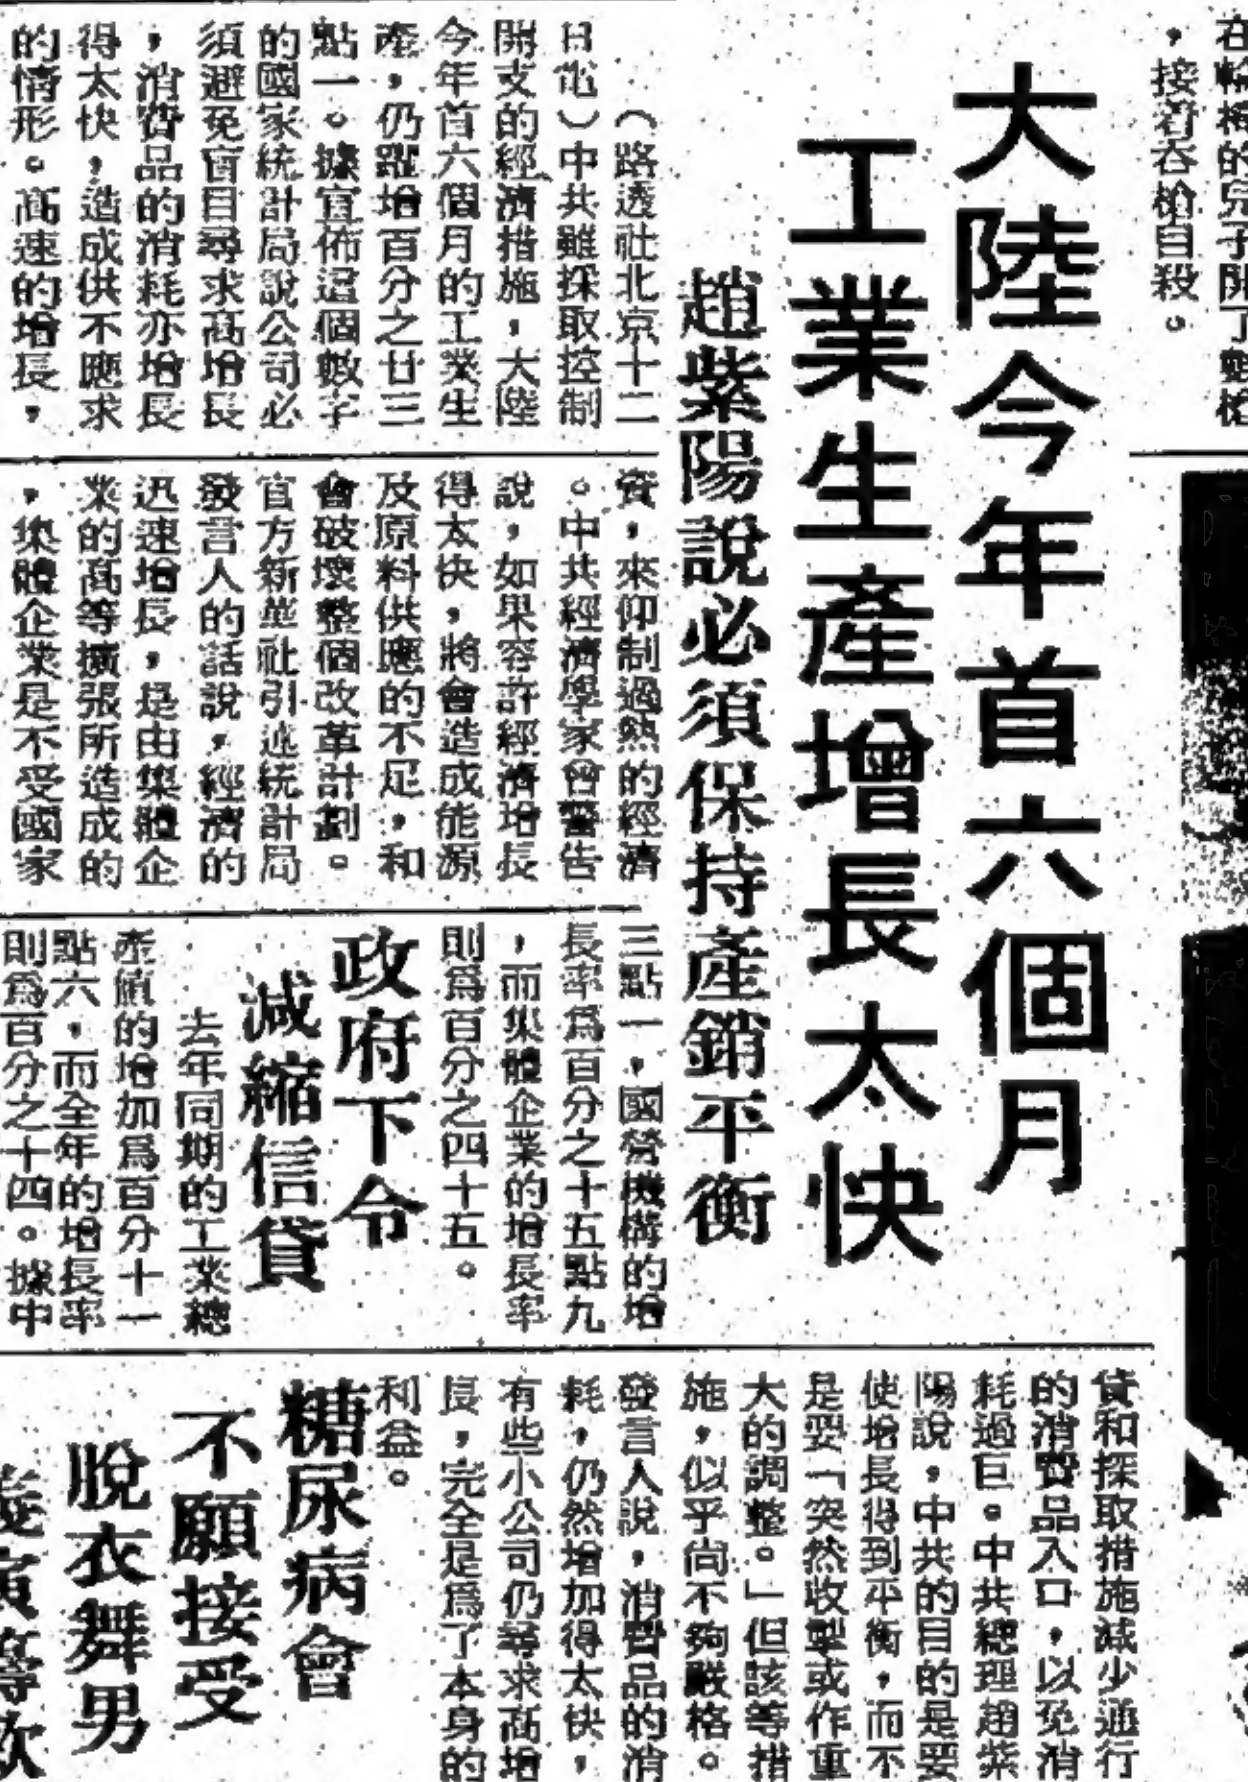 大陸今年首六個月
工業生產增長太快
趙紫陽說必須保持產銷平衡
（路透社北京十二
日電）中共雖採取控制
開支的經濟措施，大陸
今年首六個月的工業生
產，仍躍增百分之廿三
點一。據宣佈這個數字
的國家統計局說公司必
須避免盲目尋求高增長
，消費品的消耗亦增長
得太快，造成供不應求
的情形。高速的增長，
資，來仰制過熱的經濟
。中共經濟學家曾警告
說，如果容許經濟增長
得太快，將會造成能源
及原料供應的不足，和
會破壞整個改革計劃。
官方新華社引述統計局
發言人的話說，經濟的
迅速增長，是由集體企
業的高等擴張所造成的
，集體企業是不受國家
三點一，國營機構的增
長率爲百分之十五點九
，而集體企業的增長率
則爲百分之四十五。
政府下令
減縮信貸
去年同期的工業總
產值的增加爲百分十一
點六，而全年的增長率
則爲百分之十四。據中
貸和採取措施減少通行
的消費品入口，以免消
耗過巨。中共總理趙紫
陽說，中共的目的是要
使增長得到平衡，而不
是要「突然收掣或作重
大的調整。」但該等措
施，似乎尚不夠嚴格。
發言人說，消費品的消
耗，仍然增加得太快，
有些小公司仍尋求高增
長，完全是爲了本身的
利益。
糖尿病會
不願接受
脫衣舞男
在輪椅的兒子開了
，接着吞槍自殺。